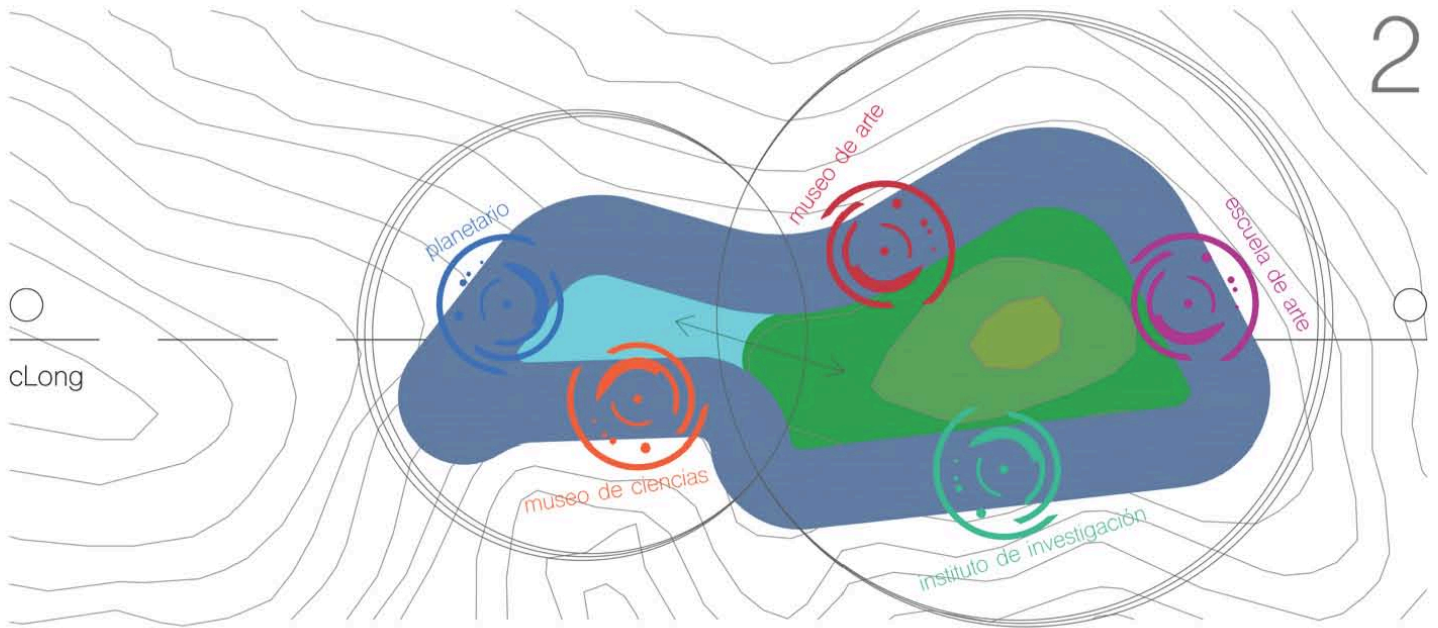 2
museo de arte
planetario
escuela de arte
cLong
museo de ciencias
instituto de investigación